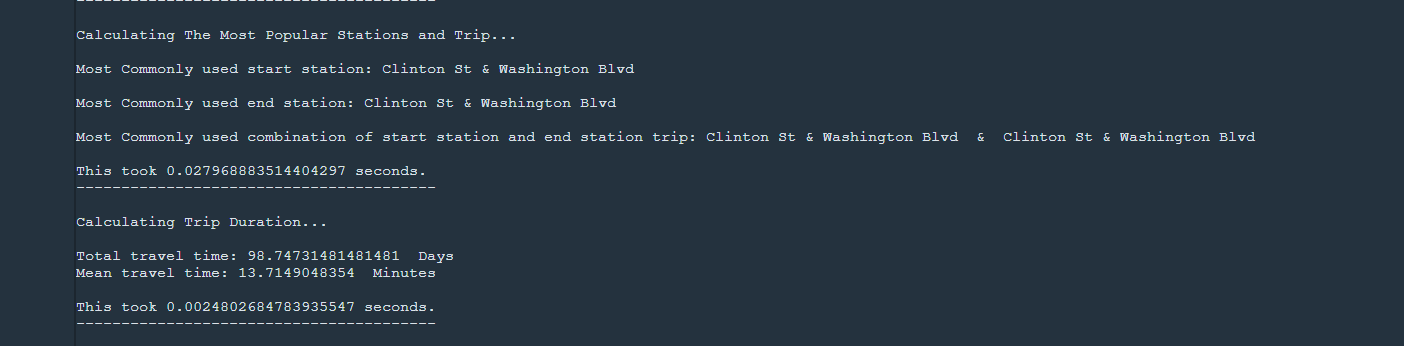 ----------------------------------------
Calculating The Most Popular Stations and Trip...
Most Commonly used start station: Clinton St & Washington Blvd
Most Commonly used end station: Clinton St & Washington Blvd
Most Commonly used combination of start station and end station trip: Clinton St & Washington Blvd  &  Clinton St & Washington Blvd
This took 0.027968883514404297 seconds.
----------------------------------------
Calculating Trip Duration...
Total travel time: 98.74731481481481  Days
Mean travel time: 13.7149048354  Minutes
This took 0.0024802684783935547 seconds.
----------------------------------------